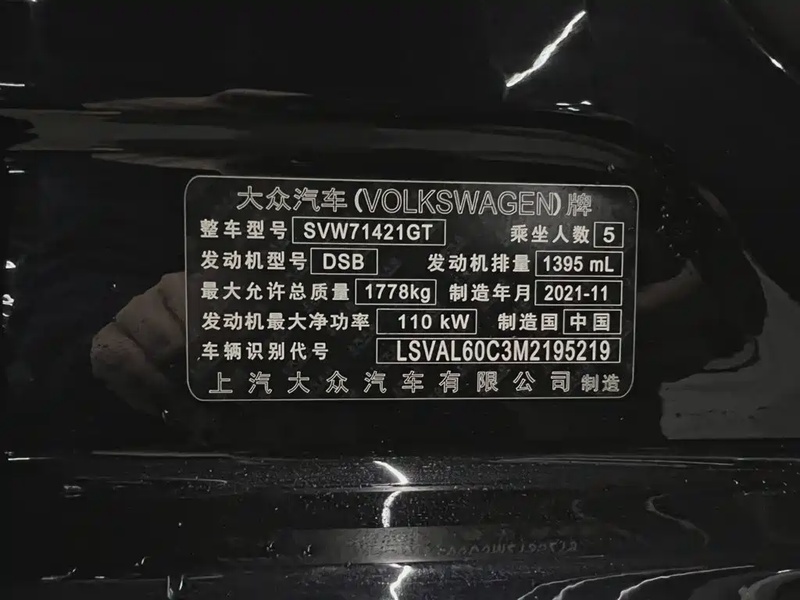 大众汽车(VOLKSWAGEN)牌
整车型号 SVW71421GT 乘坐人数 5
发动机型号 DSB 发动机排量 1395 mL
最大允许总质量 1778kg 制造年月 2021-11
发动机最大净功率 110 kW 制造国 中国
车辆识别代号 LSVAL60C3M2195219
上汽大众汽车有限公司 制造